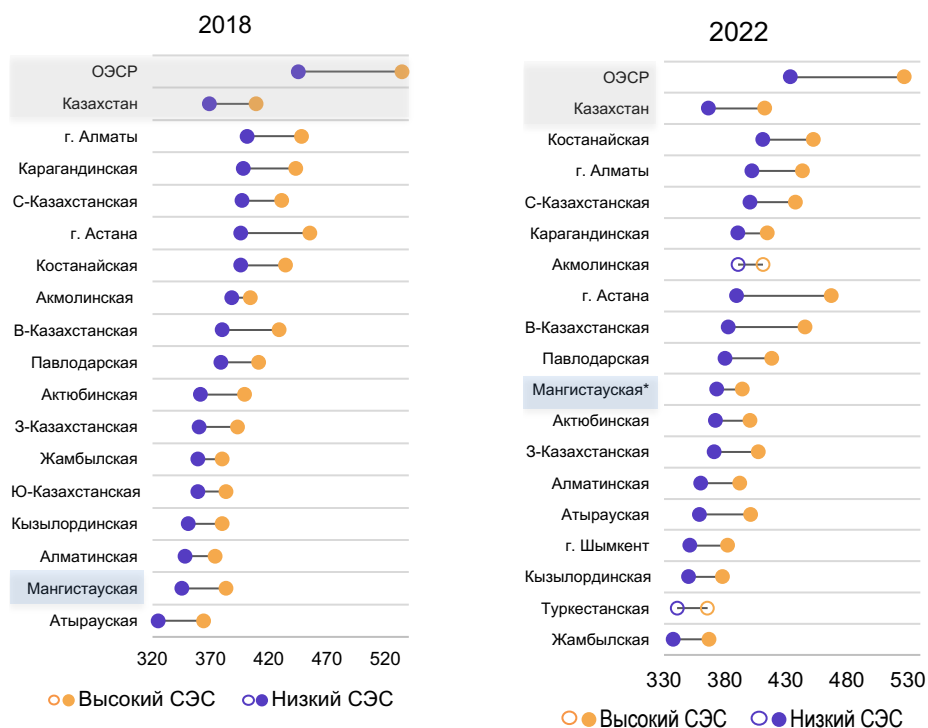 2018
ОЭСР
Казахстан
г. Алматы
Карагандинская
С-Казахстанская
г. Астана
Костанайская
Акмолинская
В-Казахстанская
Павлодарская
Актюбинская
З-Казахстанская
Жамбылская
Ю-Казахстанская
Кызылординская
Алматинская
Мангистауская
Атырауская
320 370 420 470 520
Высокий СЭС Низкий СЭС
2022
ОЭСР
Казахстан
Костанайская
г. Алматы
С-Казахстанская
Карагандинская
Акмолинская
г. Астана
В-Казахстанская
Павлодарская
Мангистауская*
Актюбинская
З-Казахстанская
Алматинская
Атырауская
г. Шымкент
Кызылординская
Туркестанская
Жамбылская
330 380 430 480 530
Высокий СЭС Низкий СЭС